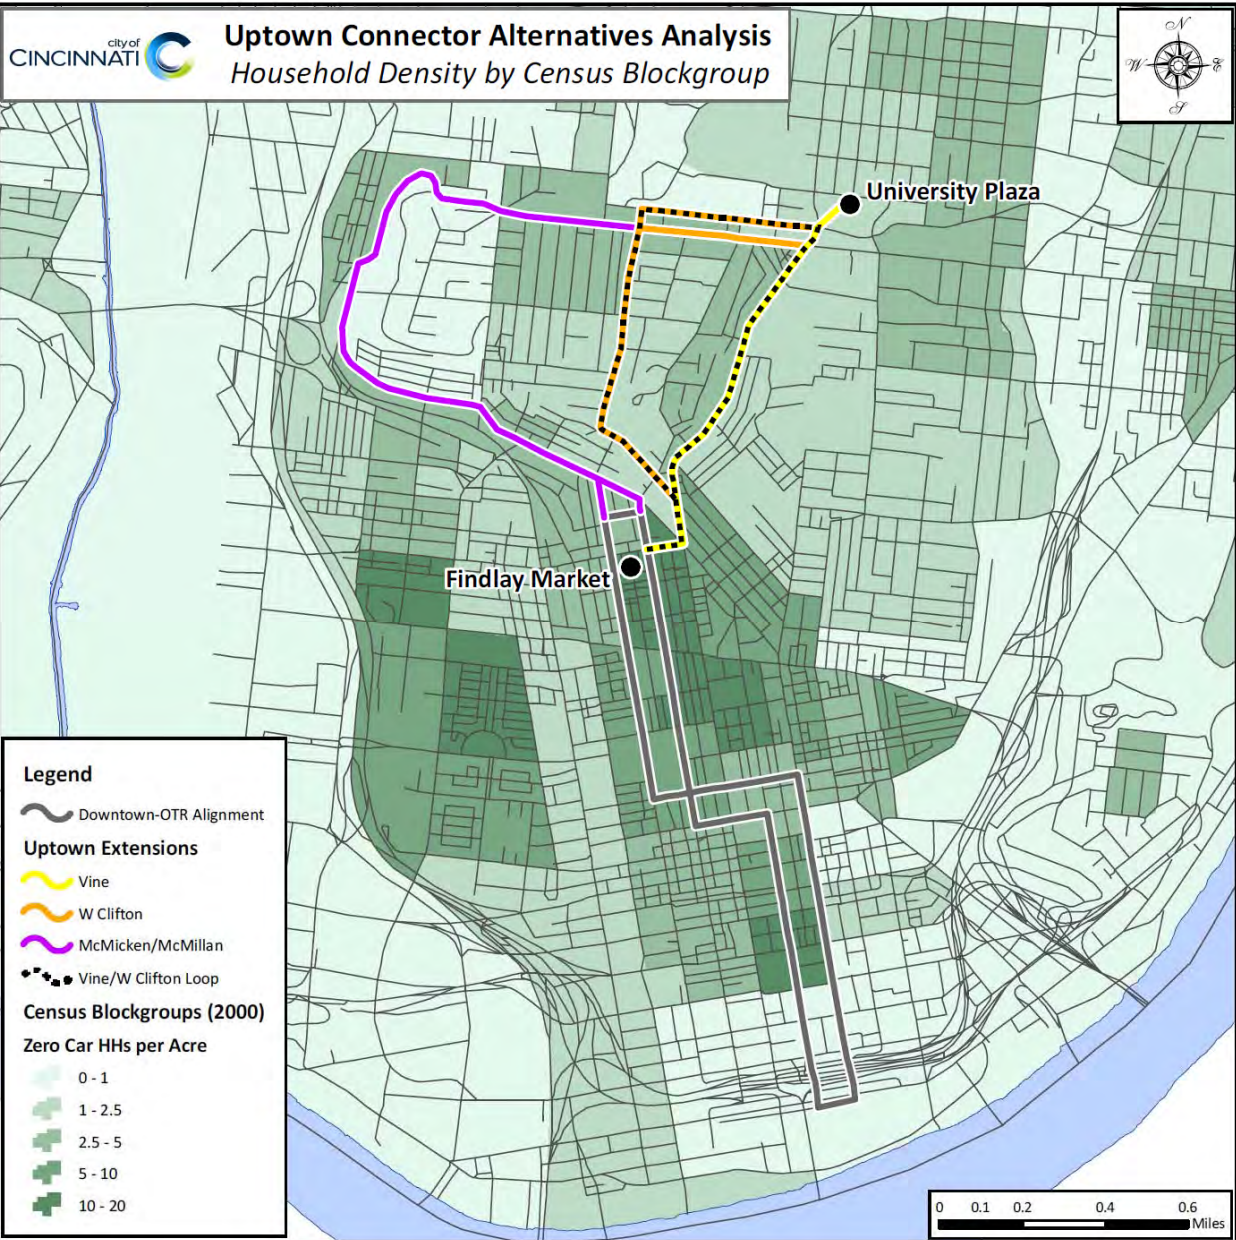 city of
CINCINNATI
Uptown Connector Alternatives Analysis
Household Density by Census Blockgroup
N
W
E
S
University Plaza
Findlay Market
Legend
Downtown-OTR Alignment
Uptown Extensions
Vine
W Clifton
McMicken/McMillan
Vine/W Clifton Loop
Census Blockgroups (2000)
Zero Car HHs per Acre
0 - 1
1 - 2.5
2.5 - 5
5 - 10
10 - 20
0 0.1 0.2 0.4 0.6
Miles